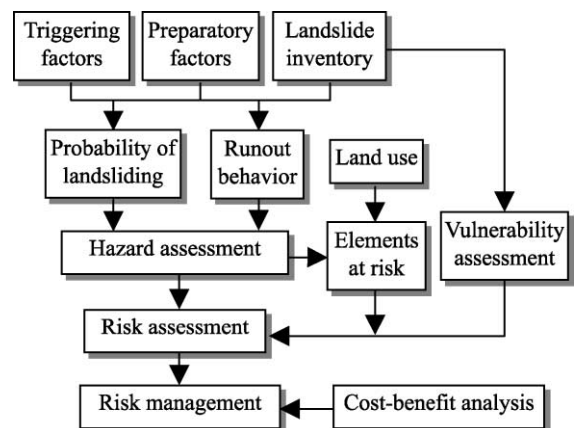 Triggering
factors
Preparatory
factors
Landslide
inventory
Probability of
landsliding
Runout
behavior
Land use
Hazard assessment
Elements
at risk
Vulnerability
assessment
Risk assessment
Risk management
Cost-benefit analysis